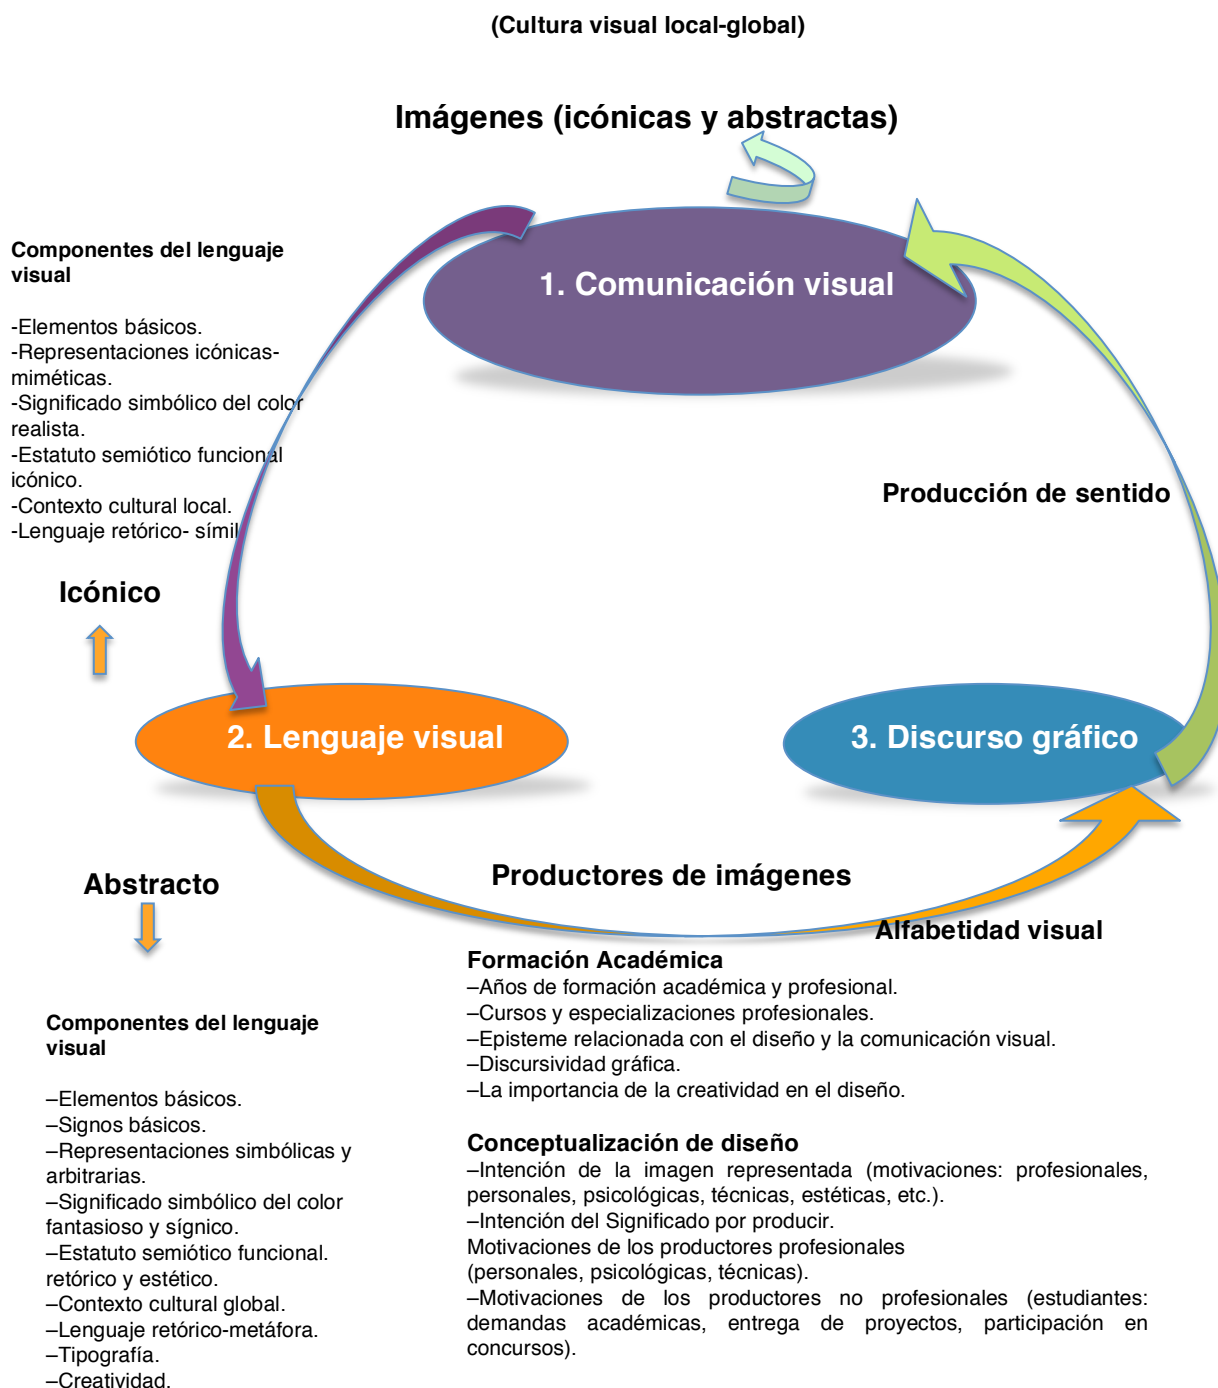 (Cultura visual local-global)
Imágenes (icónicas y abstractas)
1. Comunicación visual
Componentes del lenguaje
visual
-Elementos básicos.
-Representaciones icónicas-
miméticas.
-Significado simbólico del color
realista.
-Estatuto semiótico funcional
icónico.
-Contexto cultural local.
-Lenguaje retórico- símil
Producción de sentido
Icónico
2. Lenguaje visual
3. Discurso gráfico
Abstracto
Productores de imágenes
Alfabetidad visual
Componentes del lenguaje
visual
–Elementos básicos.
–Signos básicos.
–Representaciones simbólicas y
arbitrarias.
–Significado simbólico del color
fantasioso y sígnico.
–Estatuto semiótico funcional.
retórico y estético.
–Contexto cultural global.
–Lenguaje retórico-metáfora.
–Tipografía.
–Creatividad.
Formación Académica
–Años de formación académica y profesional.
–Cursos y especializaciones profesionales.
–Episteme relacionada con el diseño y la comunicación visual.
–Discursividad gráfica.
–La importancia de la creatividad en el diseño.
Conceptualización de diseño
–Intención de la imagen representada (motivaciones: profesionales,
personales, psicológicas, técnicas, estéticas, etc.).
–Intención del Significado por producir.
Motivaciones de los productores profesionales
(personales, psicológicas, técnicas).
–Motivaciones de los productores no profesionales (estudiantes:
demandas académicas, entrega de proyectos, participación en
concursos).